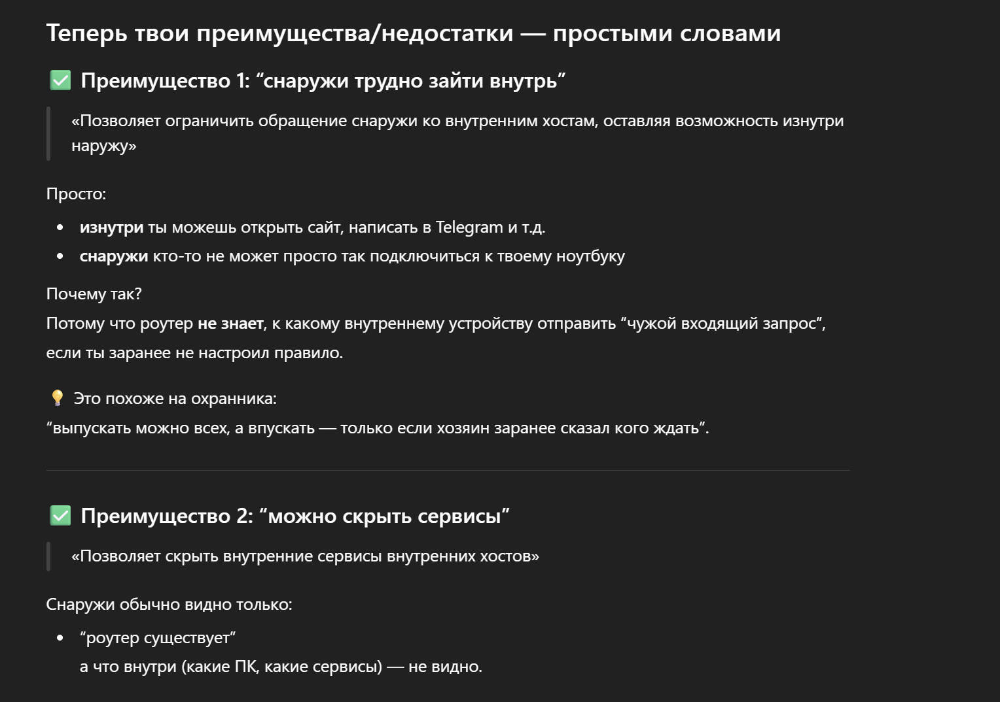 Теперь твои преимущества/недостатки — простыми словами
✅ Преимущество 1: “снаружи трудно зайти внутрь”
«Позволяет ограничить обращение снаружи ко внутренним хостам, оставляя возможность изнутри
наружу»
Просто:
• изнутри ты можешь открыть сайт, написать в Telegram и т.д.
• снаружи кто-то не может просто так подключиться к твоему ноутбуку
Почему так?
Потому что роутер не знает, к какому внутреннему устройству отправить “чужой входящий запрос”,
если ты заранее не настроил правило.
💡 Это похоже на охранника:
“выпускать можно всех, а впускать — только если хозяин заранее сказал кого ждать”.
✅ Преимущество 2: “можно скрыть сервисы”
«Позволяет скрыть внутренние сервисы внутренних хостов»
Снаружи обычно видно только:
• “роутер существует”
а что внутри (какие ПК, какие сервисы) — не видно.